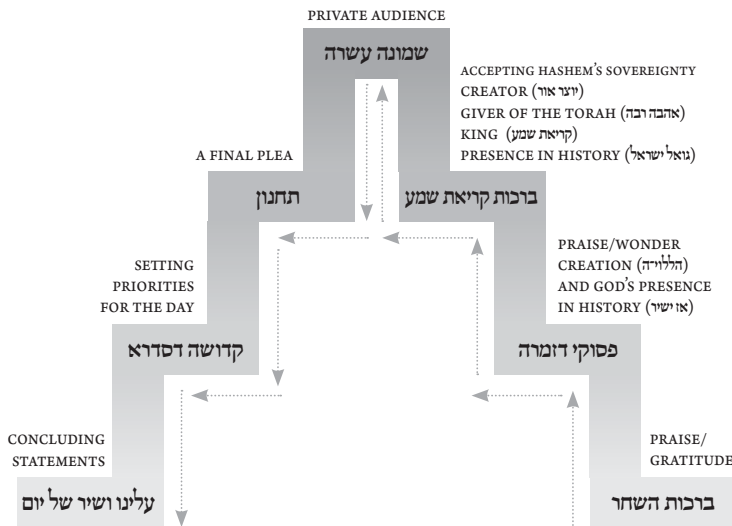 PRIVATE AUDIENCE
שמונה עשרה
ACCEPTING HASHEM'S SOVEREIGNTY
CREATOR (יוצר אור)
GIVER OF THE TORAH (אהבה רבה)
KING (קריאת שמע)
PRESENCE IN HISTORY (גואל ישראל)
A FINAL PLEA
תחנון
ברכות קריאת שמע
SETTING
PRIORITIES
FOR THE DAY
PRAISE/WONDER
CREATION (הללוי־ה)
AND GOD'S PRESENCE
IN HISTORY (אז ישיר)
קדושה דסדרא
פסוקי דזמרה
CONCLUDING
STATEMENTS
PRAISE/
GRATITUDE
עלינו ושיר של יום
ברכות השחר